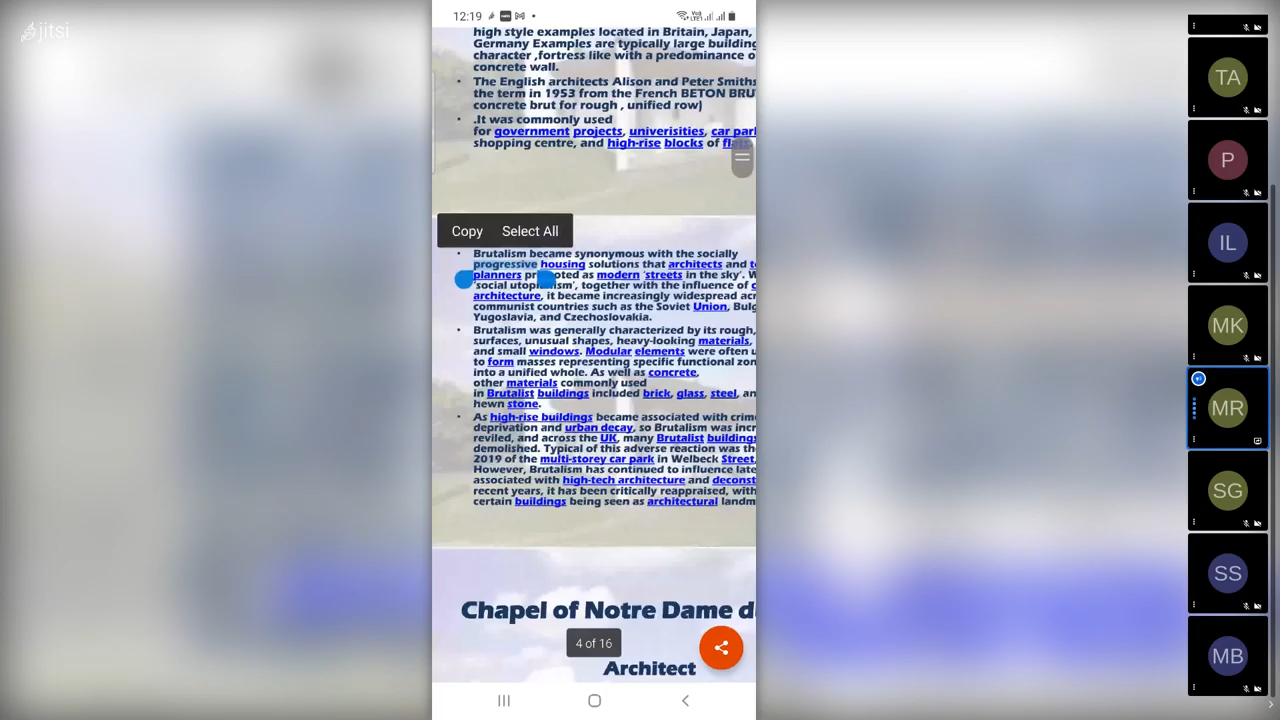 jitsi
12:19
high style examples located in Britain, Japan,
Germany Examples are typically large building
character ,fortress like with a predominance o
concrete wall.
• The English architects Alison and Peter Smiths
the term in 1953 from the French BETON BRU
concrete brut for rough , unified row)
• .It was commonly used
for government projects, univerisities, car par
shopping centre, and high-rise blocks of flats
Copy Select All
• Brutalism became synonymous with the socially
progressive housing solutions that architects and t
planners promoted as modern 'streets in the sky'. W
'social utopianism', together with the influence of
architecture, it became increasingly widespread acr
communist countries such as the Soviet Union, Bulg
Yugoslavia, and Czechoslovakia.
• Brutalism was generally characterized by its rough,
surfaces, unusual shapes, heavy-looking materials,
and small windows. Modular elements were often u
to form masses representing specific functional zon
into a unified whole. As well as concrete,
other materials commonly used
in Brutalist buildings included brick, glass, steel, an
hewn stone.
• As high-rise buildings became associated with crim
deprivation and urban decay, so Brutalism was incr
reviled, and across the UK, many Brutalist buildings
demolished. Typical of this adverse reaction was the
2019 of the multi-storey car park in Welbeck Street,
However, Brutalism has continued to influence late
associated with high-tech architecture and deconst
recent years, it has been critically reappraised, with
certain buildings being seen as architectural landm
Chapel of Notre Dame d
4 of 16
Architect
TA
P
IL
MK
MR
SG
SS
MB